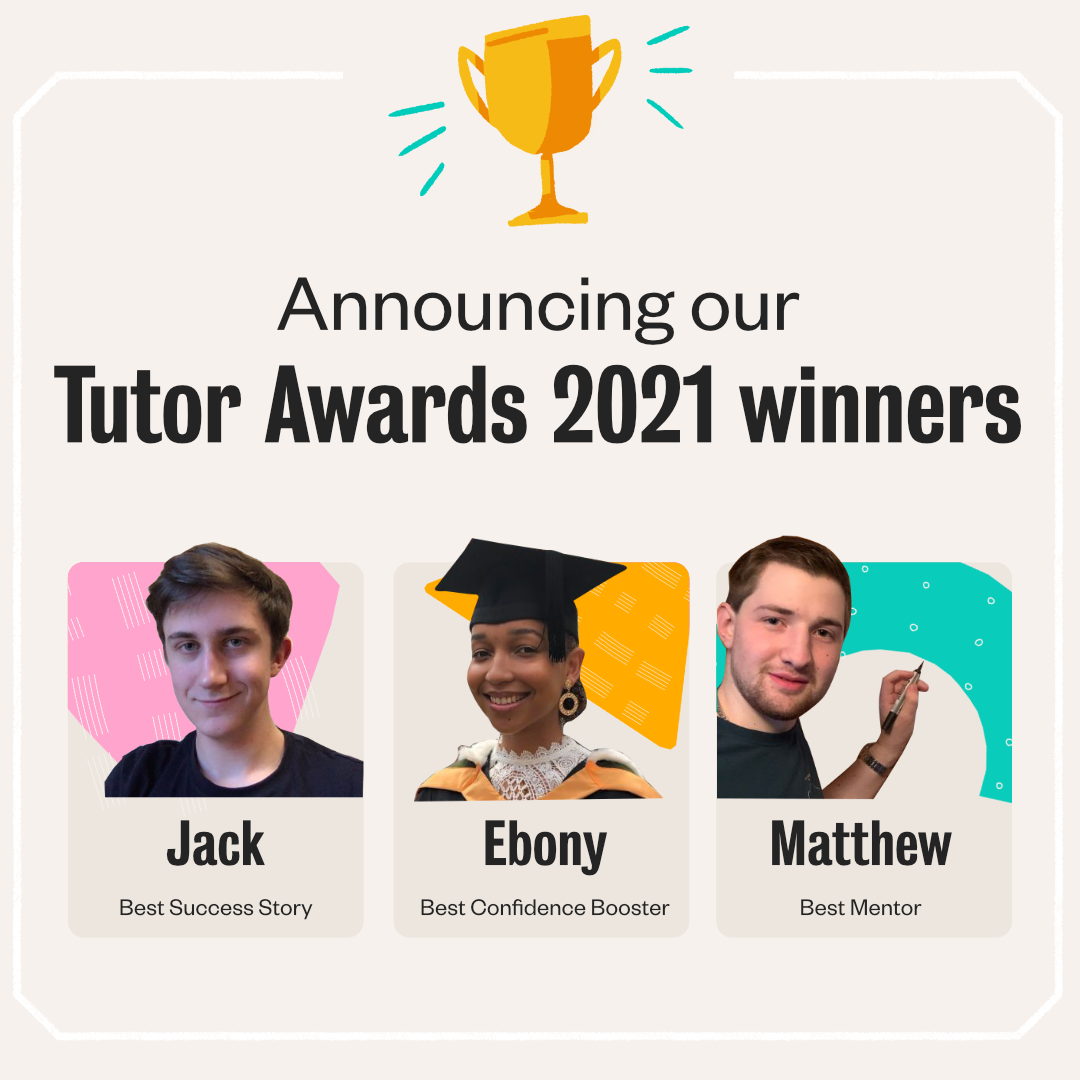 Announcing our
Tutor Awards 2021 winners
Jack
Best Success Story
Ebony
Best Confidence Booster
Matthew
Best Mentor